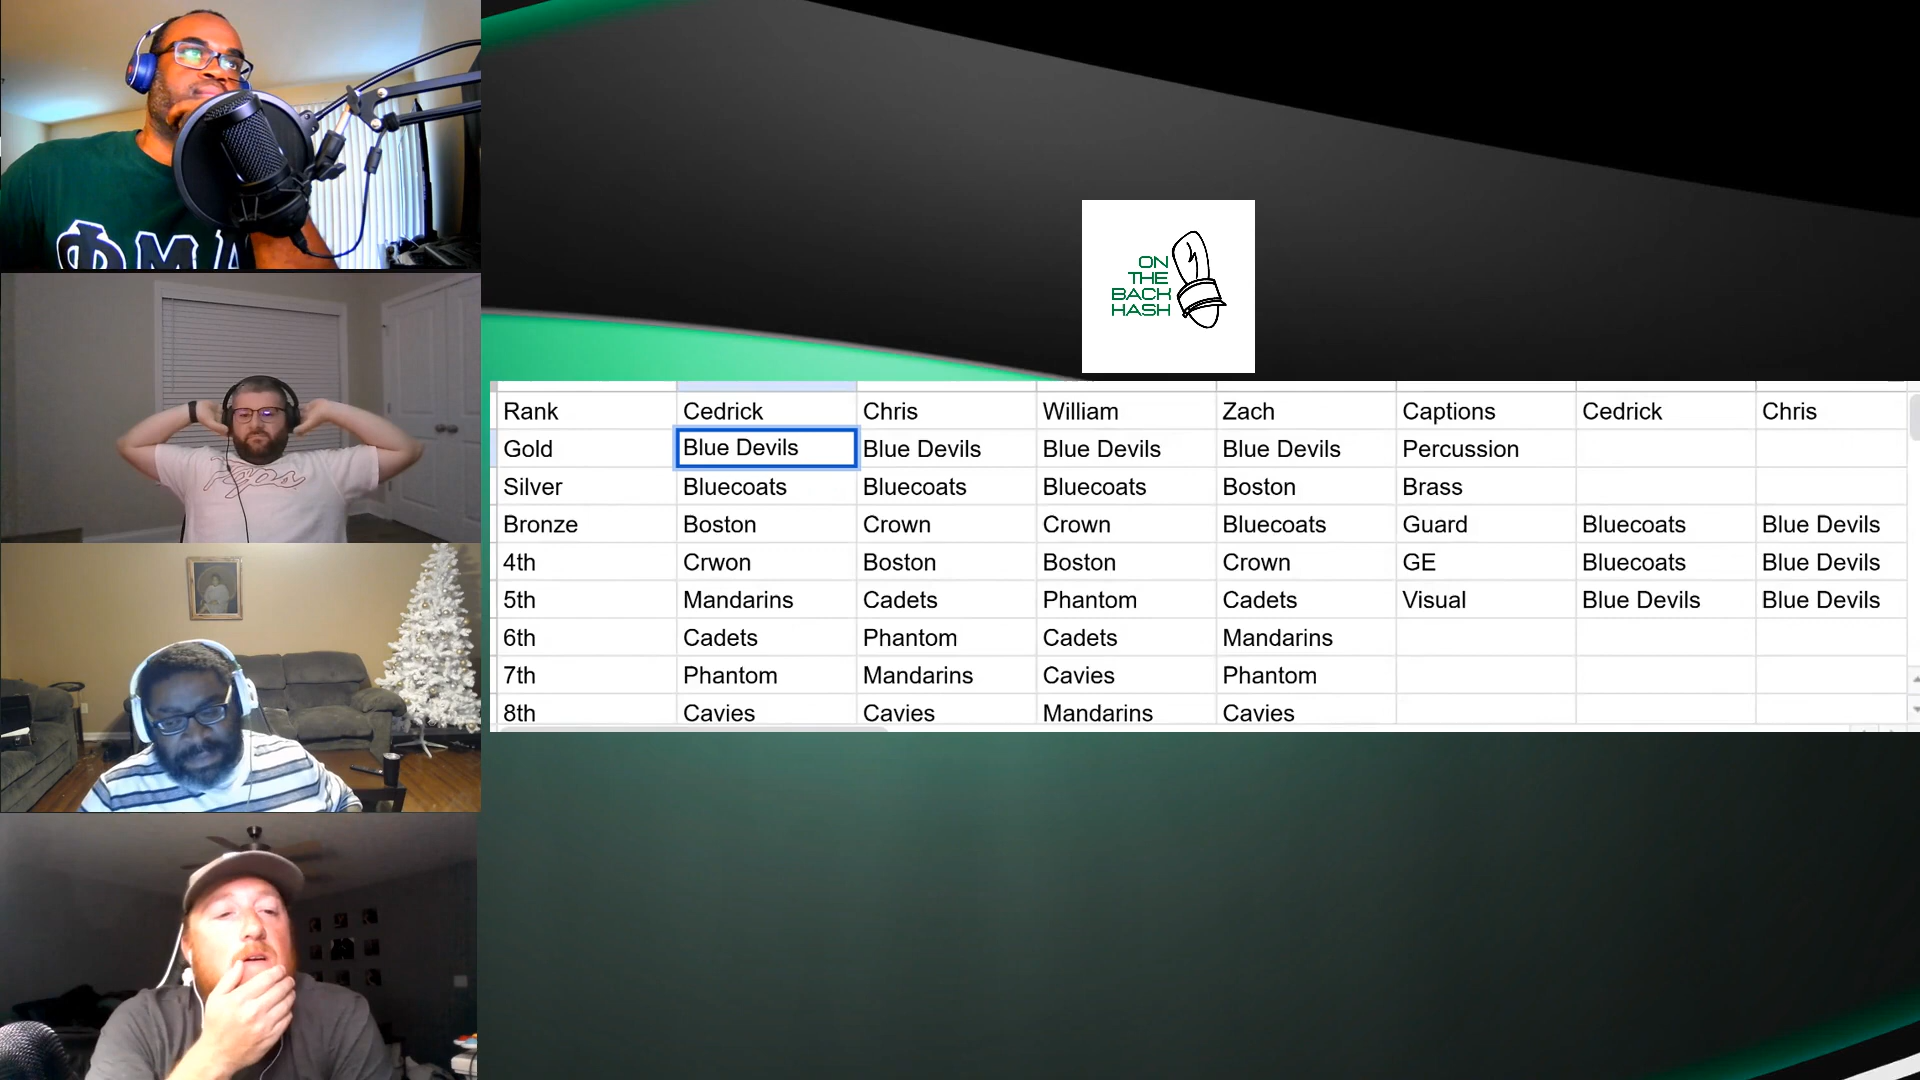 ΦΜΑ
ON
THE
BACK
HASH
Rank Cedrick Chris William Zach Captions Cedrick Chris
Gold Blue Devils Blue Devils Blue Devils Blue Devils Percussion
Silver Bluecoats Bluecoats Bluecoats Boston Brass
Bronze Boston Crown Crown Bluecoats Guard Bluecoats Blue Devils
4th Crwon Boston Boston Crown GE Bluecoats Blue Devils
5th Mandarins Cadets Phantom Cadets Visual Blue Devils Blue Devils
6th Cadets Phantom Cadets Mandarins
7th Phantom Mandarins Cavies Phantom
8th Cavies Cavies Mandarins Cavies